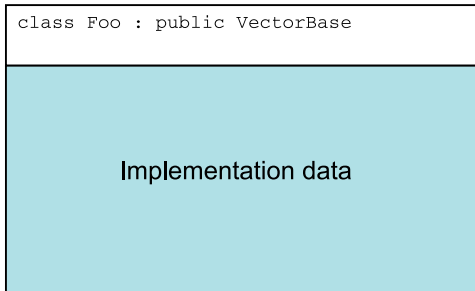 class Foo : public VectorBase
Implementation data